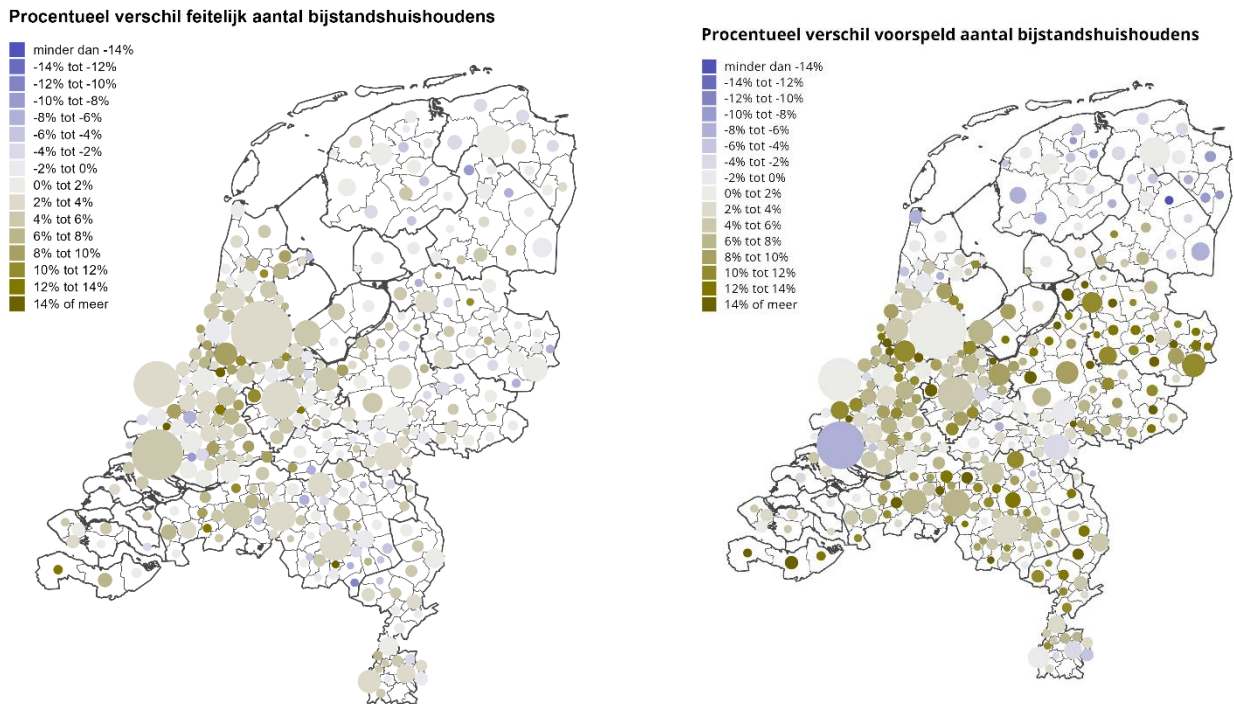 Procentueel verschil feitelijk aantal bijstandshuishoudens
minder dan -14%
-14% tot -12%
-12% tot -10%
-10% tot -8%
-8% tot -6%
-6% tot -4%
-4% tot -2%
-2% tot 0%
0% tot 2%
2% tot 4%
4% tot 6%
6% tot 8%
8% tot 10%
10% tot 12%
12% tot 14%
14% of meer
Procentueel verschil voorspeld aantal bijstandshuishoudens
minder dan -14%
-14% tot -12%
-12% tot -10%
-10% tot -8%
-8% tot -6%
-6% tot -4%
-4% tot -2%
-2% tot 0%
0% tot 2%
2% tot 4%
4% tot 6%
6% tot 8%
8% tot 10%
10% tot 12%
12% tot 14%
14% of meer